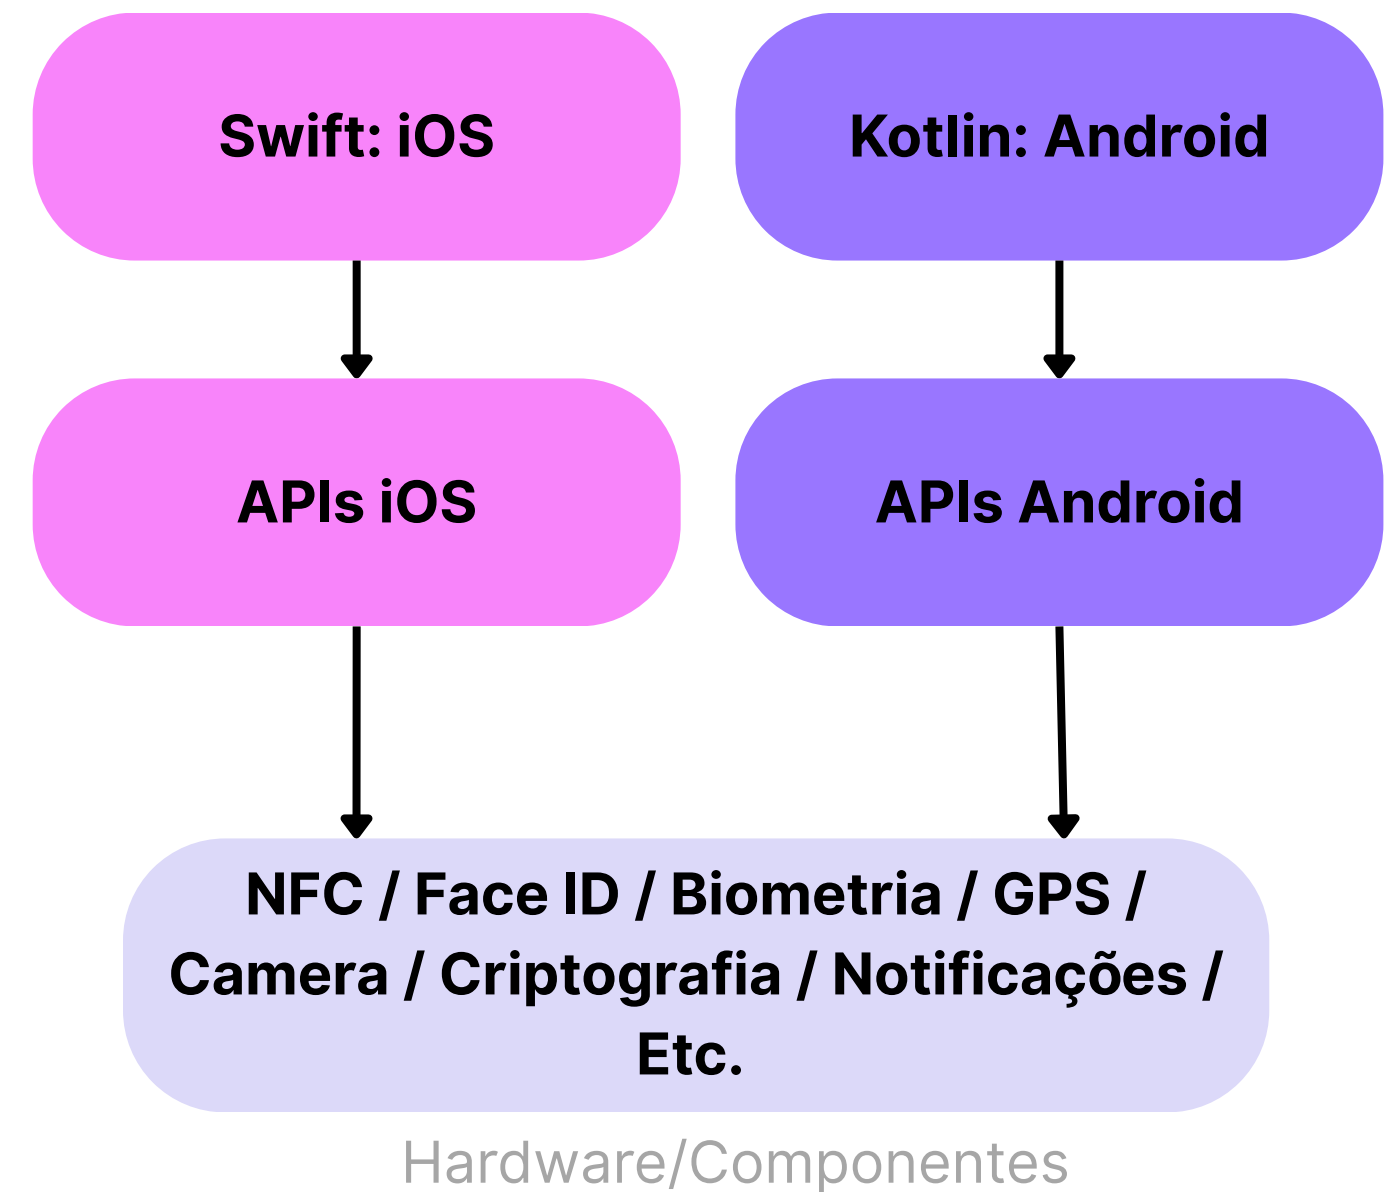 Swift: iOS
Kotlin: Android
APIs iOS
APIs Android
NFC / Face ID / Biometria / GPS /
Camera / Criptografia / Notificações /
Etc.
Hardware/Componentes